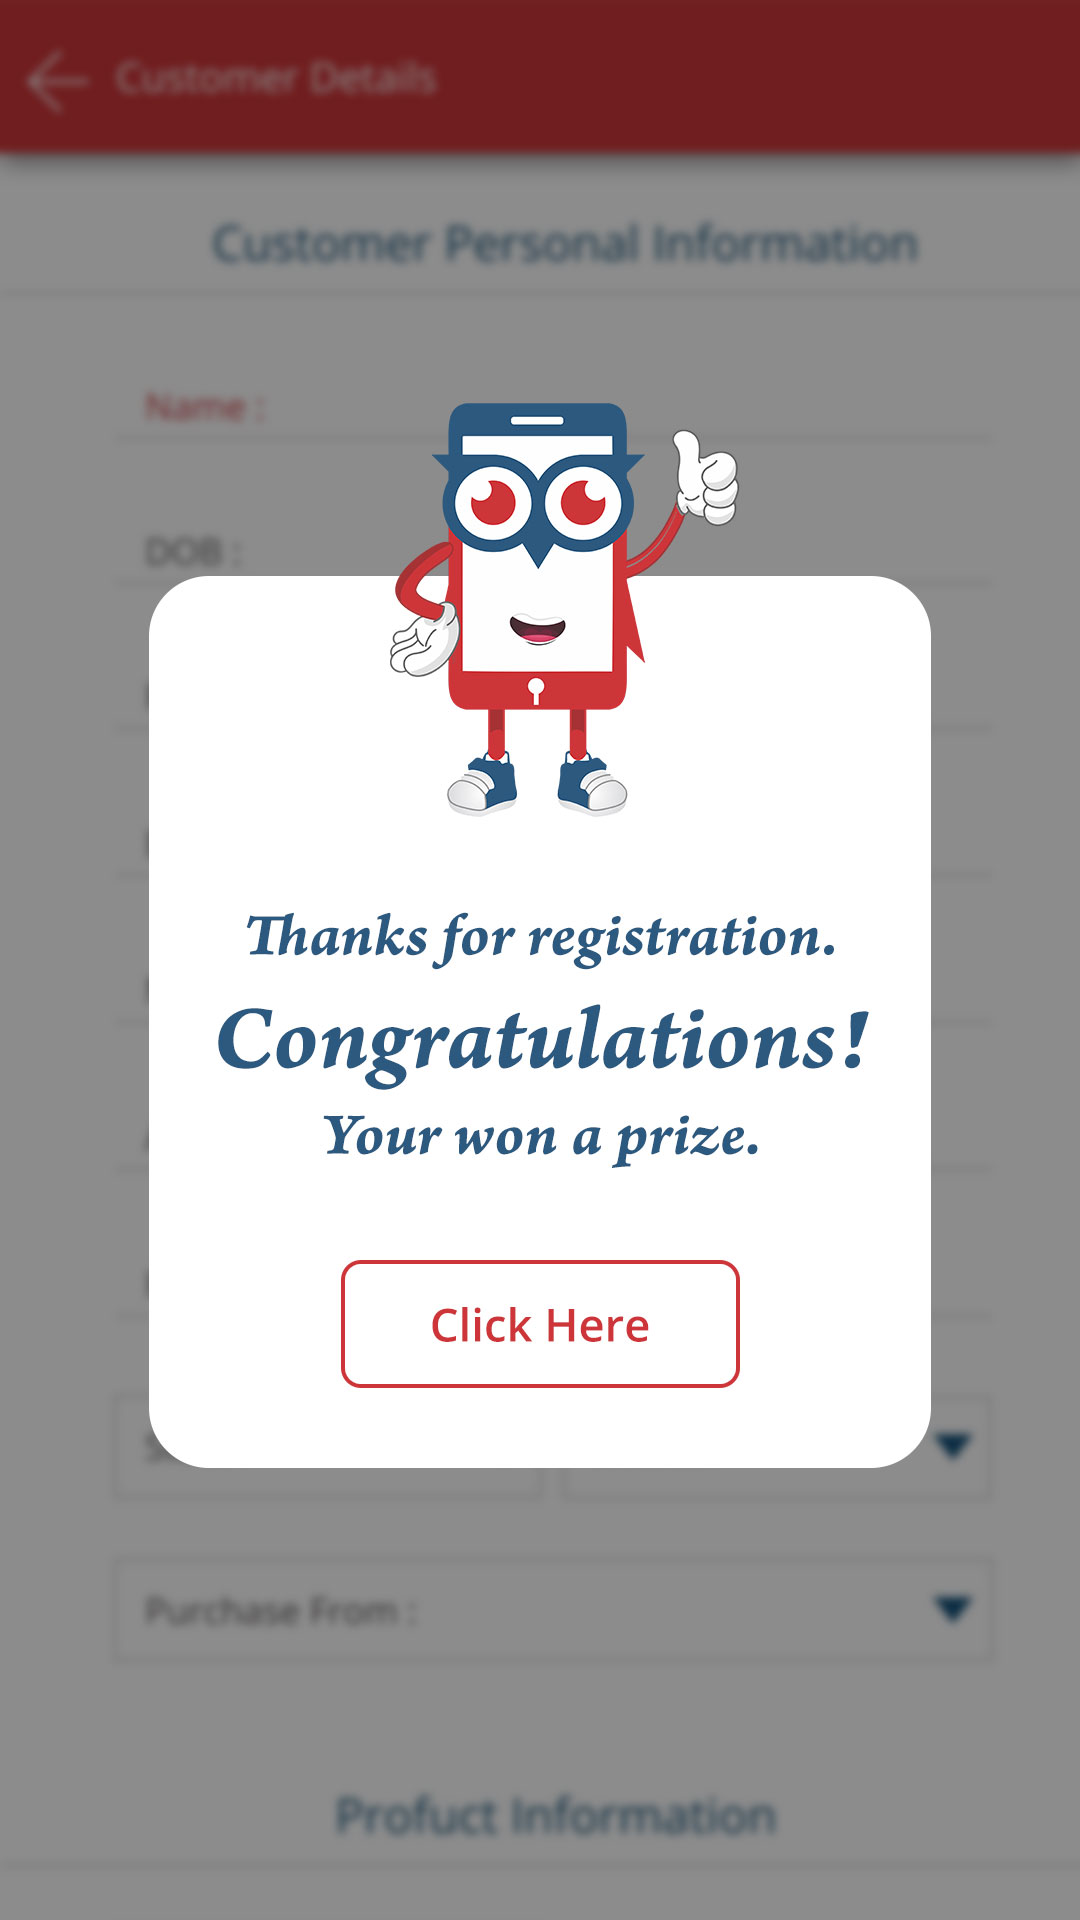 Customer Details
Customer Personal Information
Name :
DOB :
Thanks for registration.
Congratulations!
Your won a prize.
Click Here
Purchase From :
Profuct Information